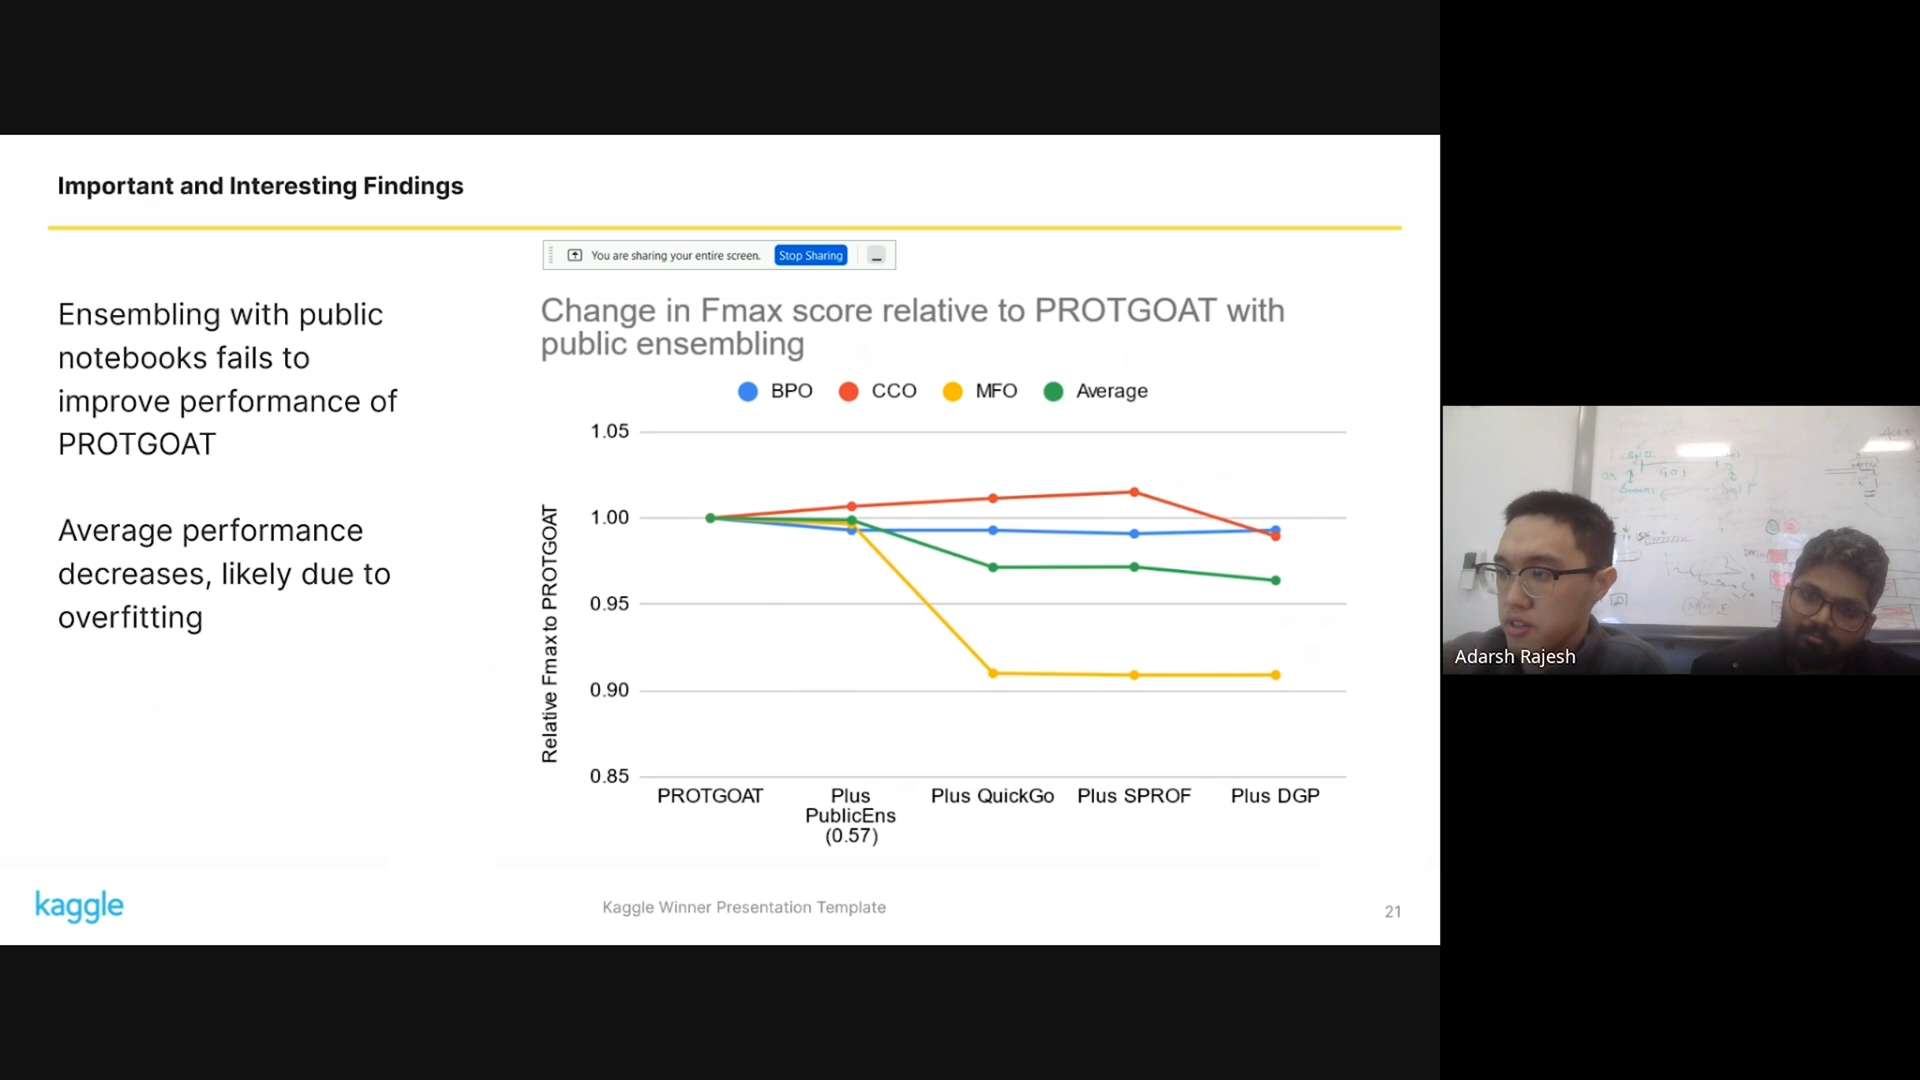 Important and Interesting Findings
You are sharing your entire screen. Stop Sharing
Ensembling with public
notebooks fails to
improve performance of
PROTGOAT
Average performance
decreases, likely due to
overfitting
Change in Fmax score relative to PROTGOAT with
public ensembling
BPO CCO MFO Average
Relative Fmax to PROTGOAT
1.05
1.00
0.95
0.90
0.85
PROTGOAT Plus PublicEns (0.57) Plus QuickGo Plus SPROF Plus DGP
kaggle
Kaggle Winner Presentation Template
21
Adarsh Rajesh